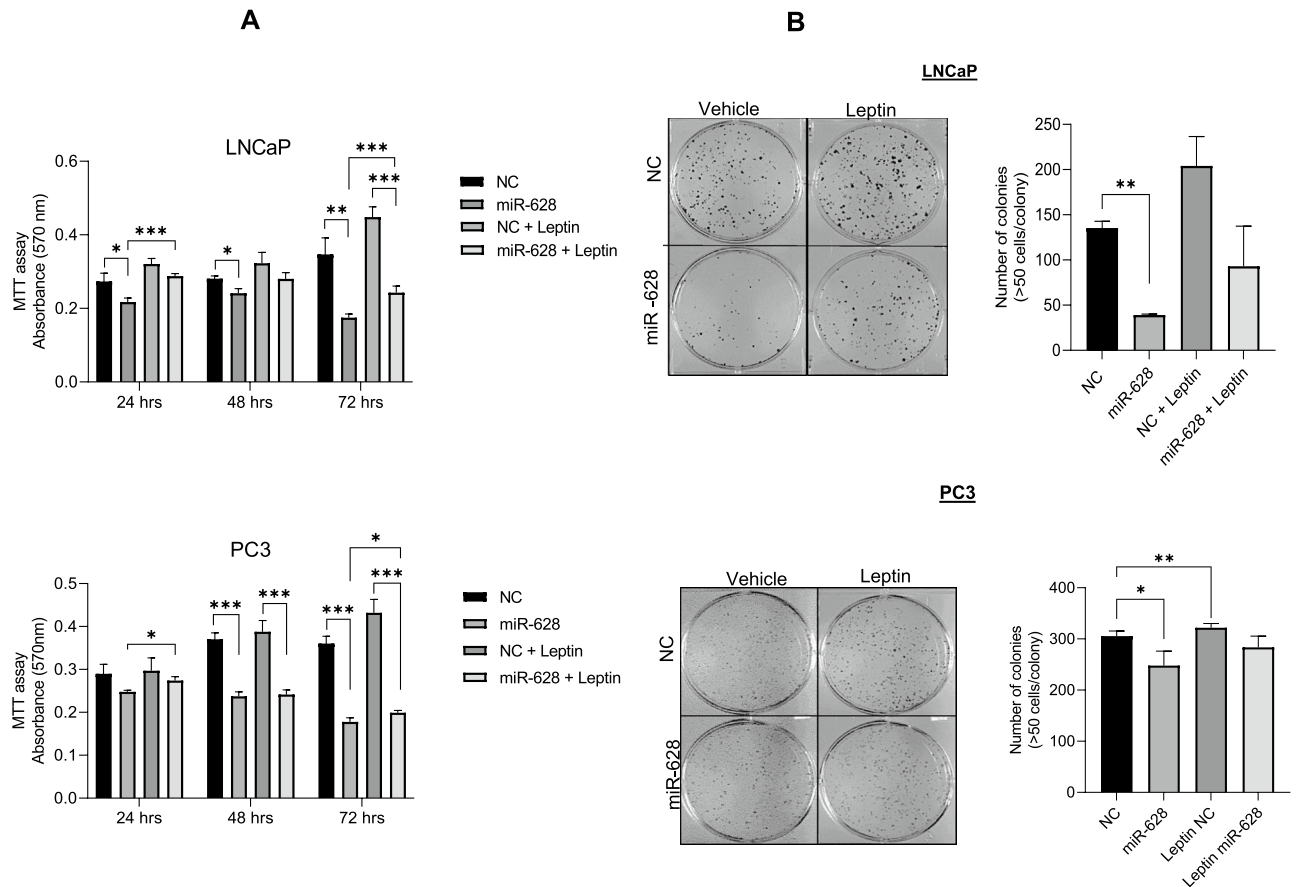 A
LNCaP
MTT assay
Absorbance (570 nm)
0.6
0.4
0.2
0.0
*
***
*
**
***
***
24 hrs
48 hrs
72 hrs
NC
miR-628
NC + Leptin
miR-628 + Leptin
PC3
MTT assay
Absorbance (570nm)
0.5
0.4
0.3
0.2
0.1
0.0
*
***
***
***
*
***
24 hrs
48 hrs
72 hrs
NC
miR-628
NC + Leptin
miR-628 + Leptin
B
LNCaP
Vehicle
Leptin
NC
miR -628
Number of colonies
(>50 cells/colony)
250
200
150
100
50
0
**
NC
miR-628
NC + Leptin
miR-628 + Leptin
PC3
Vehicle
Leptin
NC
miR-628
Number of colonies
(>50 cells/colony)
400
300
200
100
0
**
*
NC
miR-628
Leptin NC
Leptin miR-628